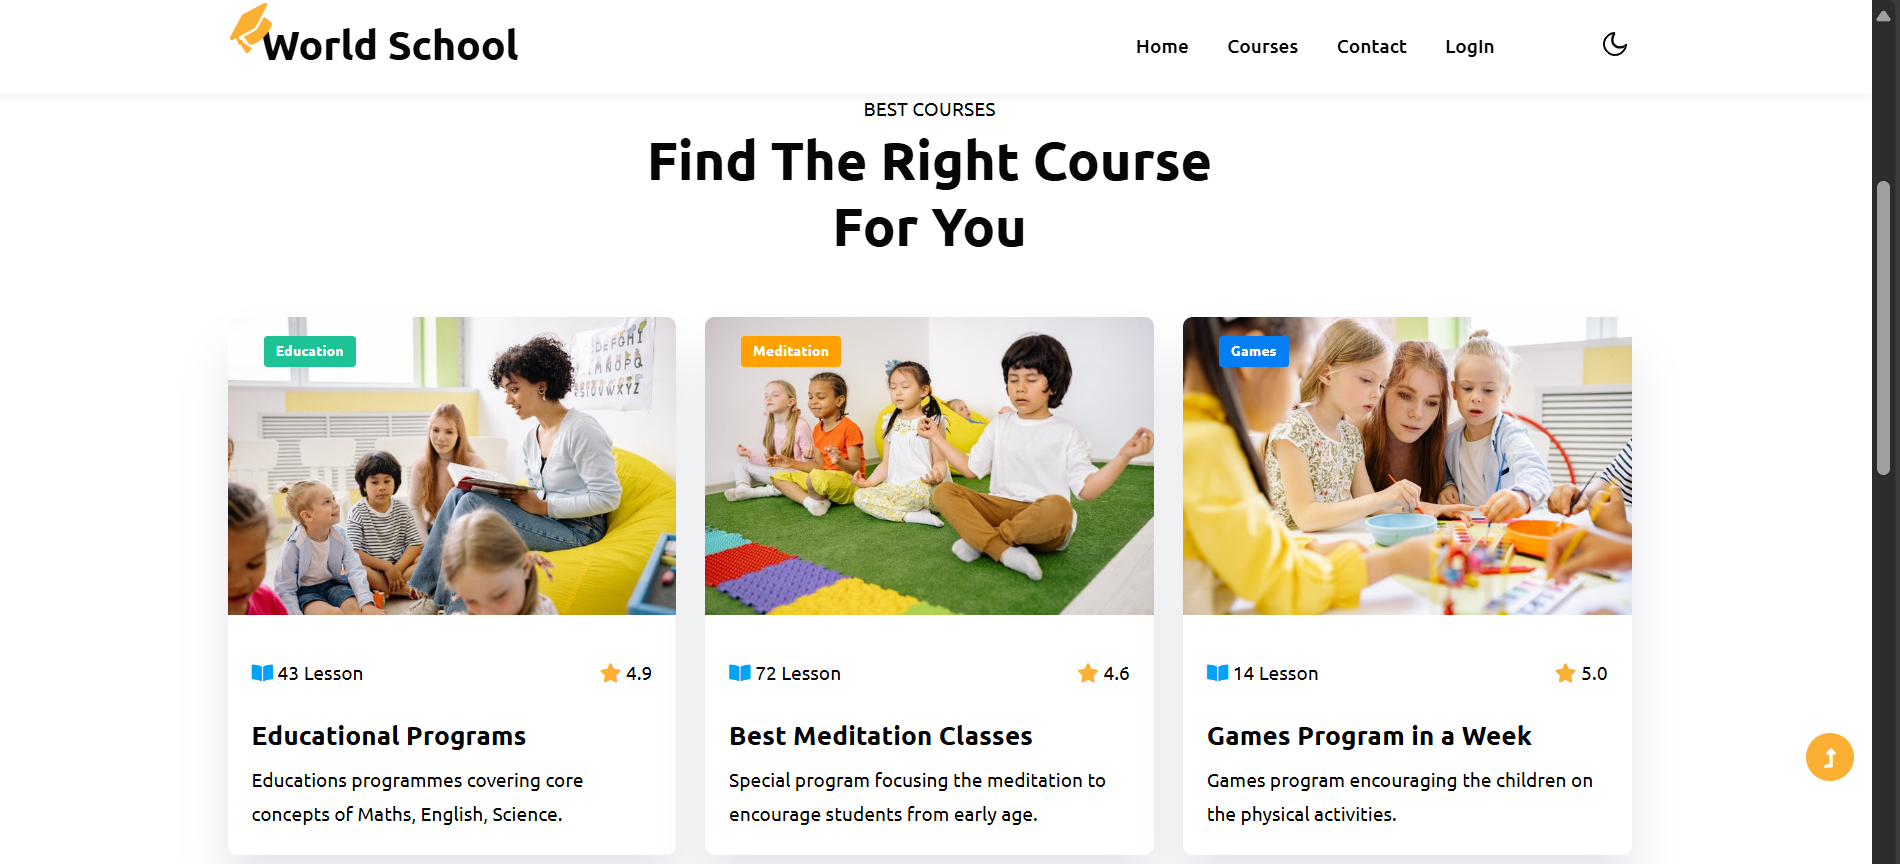 World School
Home Courses Contact LogIn
BEST COURSES
Find The Right Course
For You
Education
Meditation
Games
43 Lesson 4.9
72 Lesson 4.6
14 Lesson 5.0
Educational Programs
Educations programmes covering core
concepts of Maths, English, Science.
Best Meditation Classes
Special program focusing the meditation to
encourage students from early age.
Games Program in a Week
Games program encouraging the children on
the physical activities.